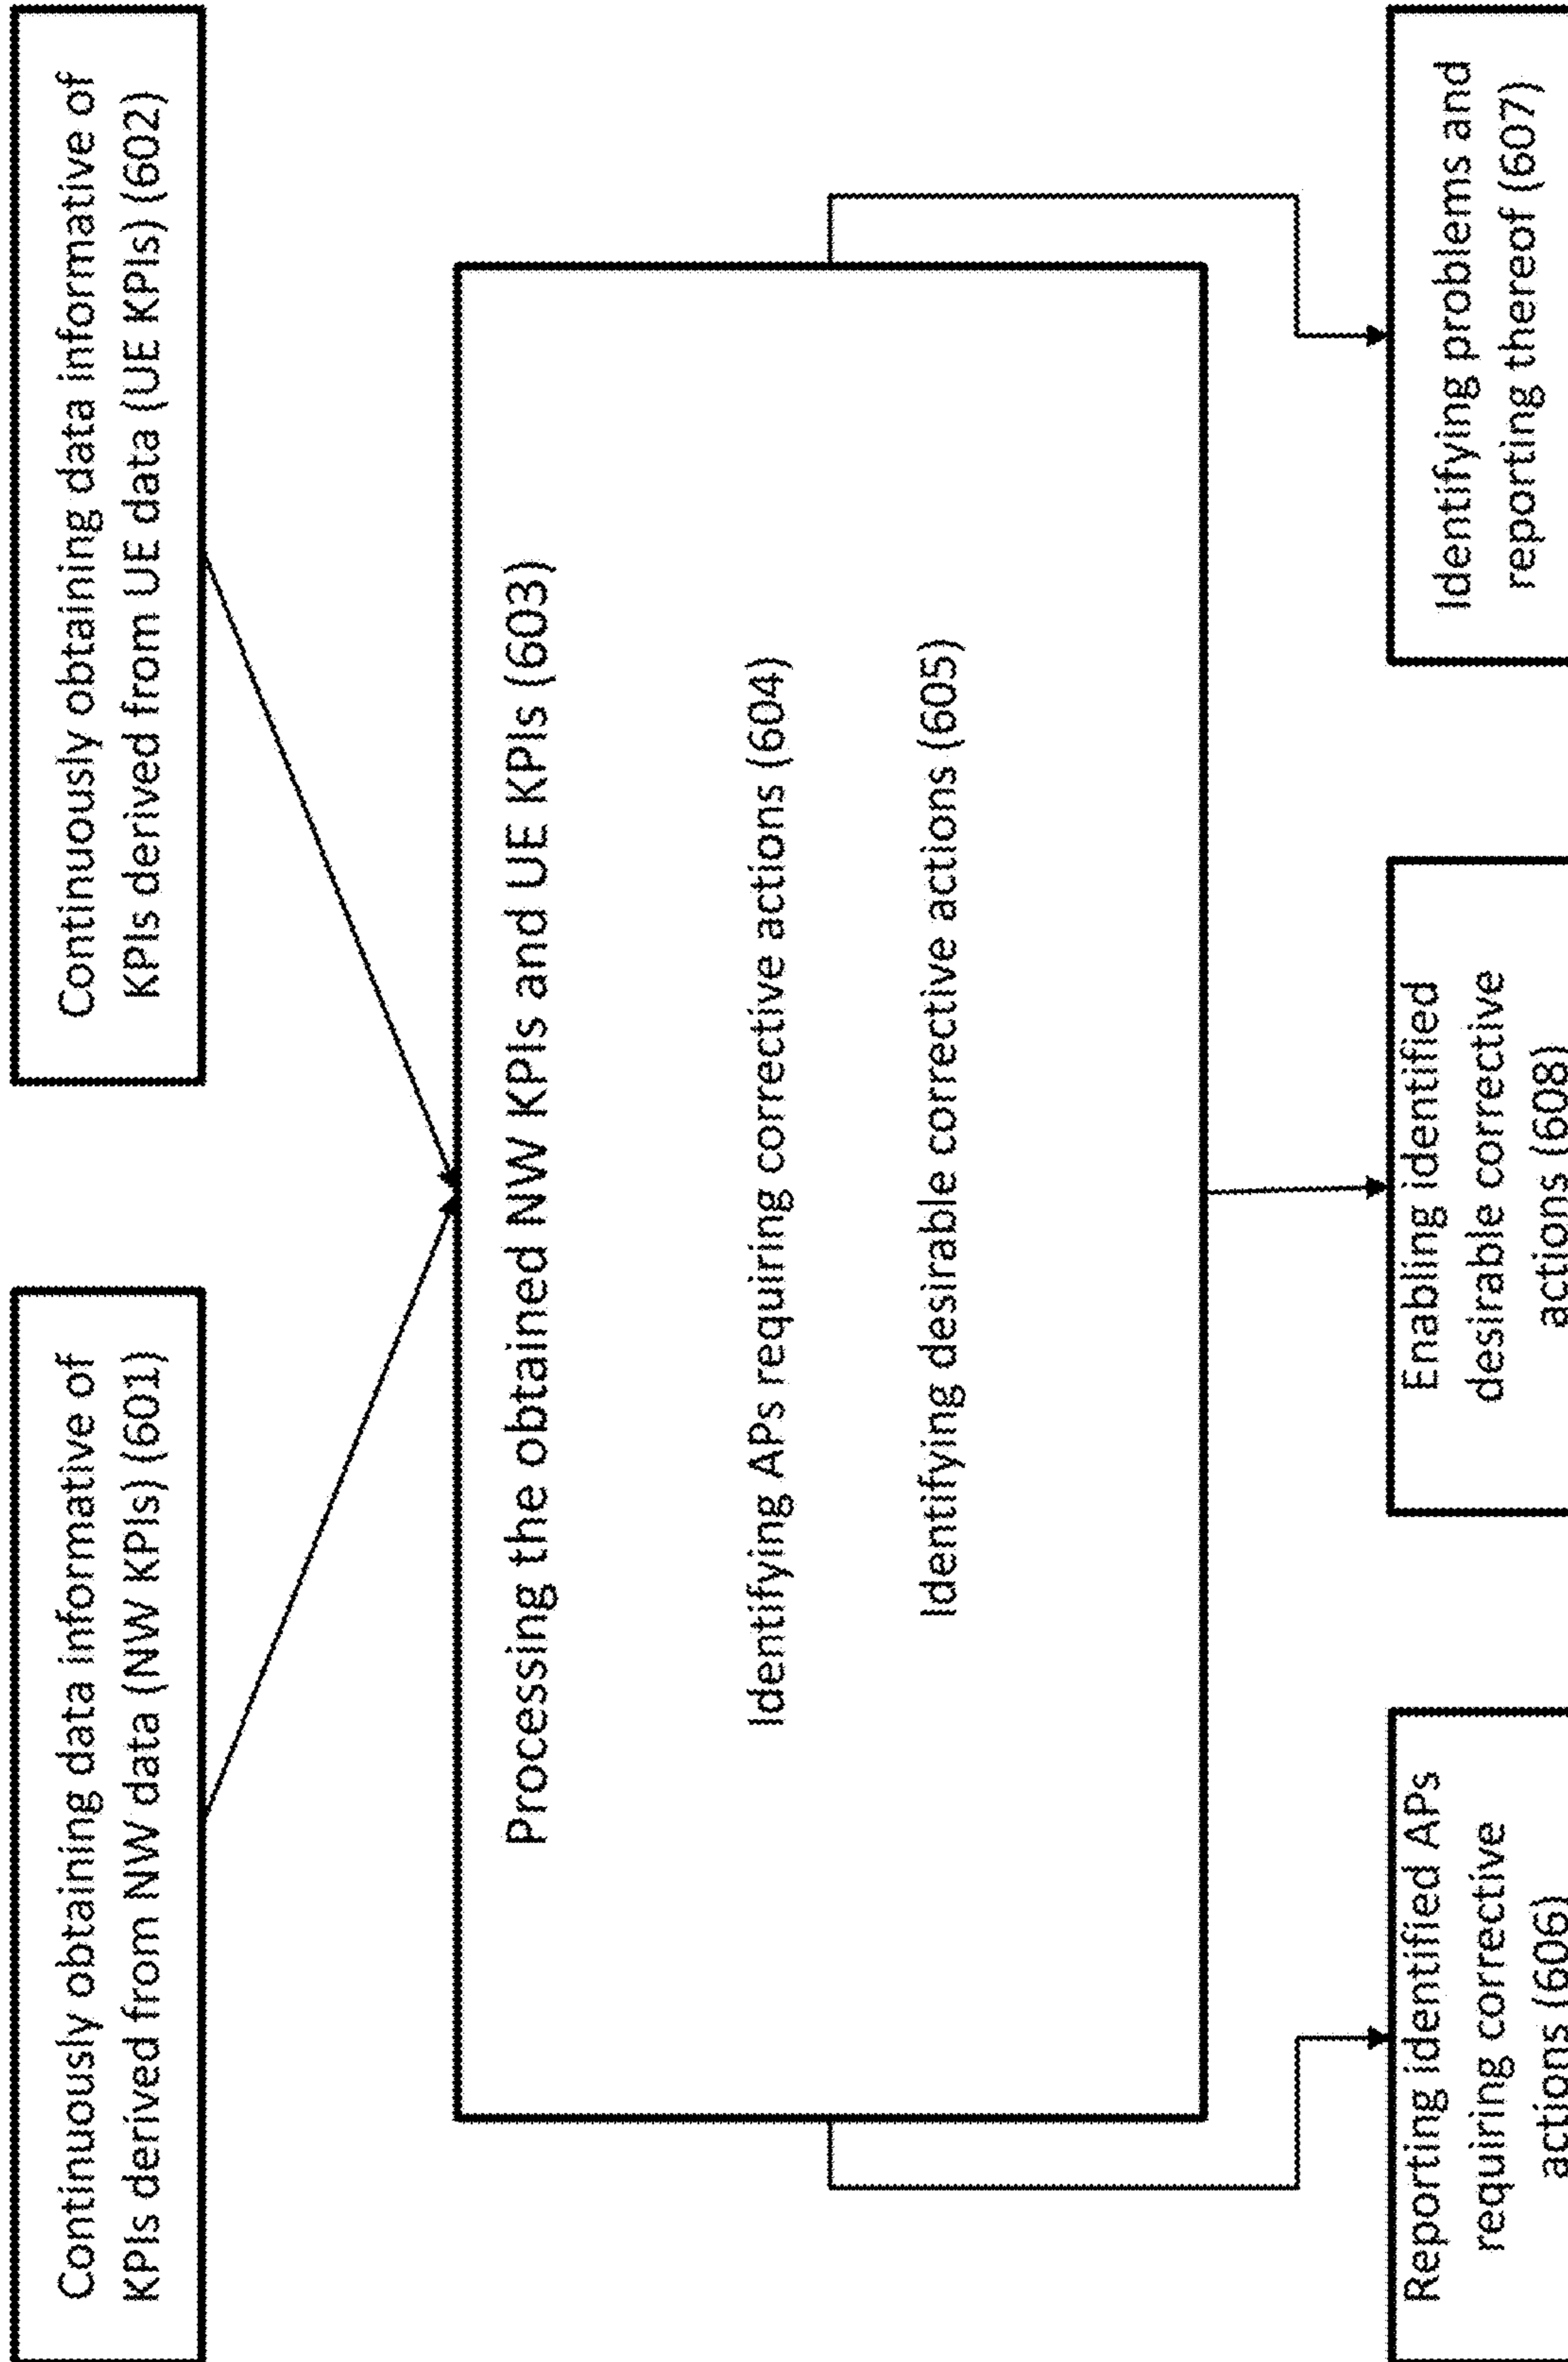 Continuously obtaining data informative of
KPIs derived from NW data (NW KPIs) (601)
Continuously obtaining data informative of
KPIs derived from UE data (UE KPIs) (602)
Processing the obtained NW KPIs and UE KPIs (603)
Identifying APs requiring corrective actions (604)
Identifying desirable corrective actions (605)
Reporting identified APs
requiring corrective
actions (606)
Enabling identified
desirable corrective
actions (608)
Identifying problems and
reporting thereof (607)